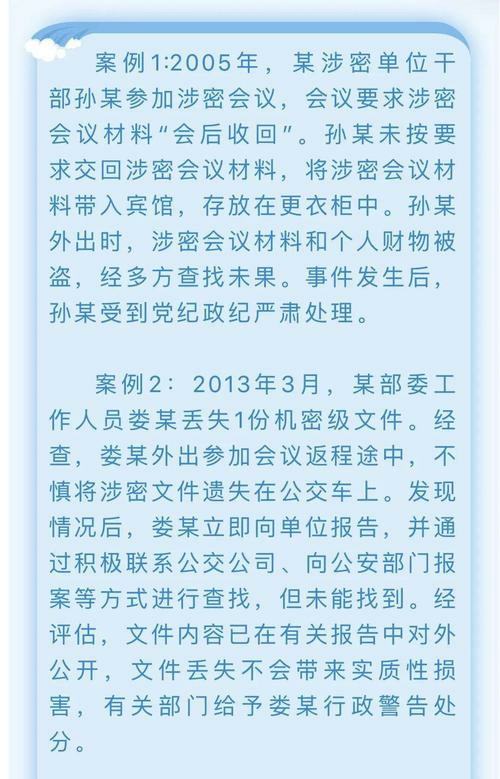 案例1:2005年，某涉密单位干
部孙某参加涉密会议，会议要求涉密
会议材料“会后收回”。孙某未按要
求交回涉密会议材料，将涉密会议材
料带入宾馆，存放在更衣柜中。孙某
外出时，涉密会议材料和个人财物被
盗，经多方查找未果。事件发生后，
孙某受到党纪政纪严肃处理。
案例2：2013年3月，某部委工
作人员娄某丢失1份机密级文件。经
查，娄某外出参加会议返程途中，不
慎将涉密文件遗失在公交车上。发现
情况后，娄某立即向单位报告，并通
过积极联系公交公司、向公安部门报
案等方式进行查找，但未能找到。经
评估，文件内容已在有关报告中对外
公开，文件丢失不会带来实质性损
害，有关部门给予娄某行政警告处
分。